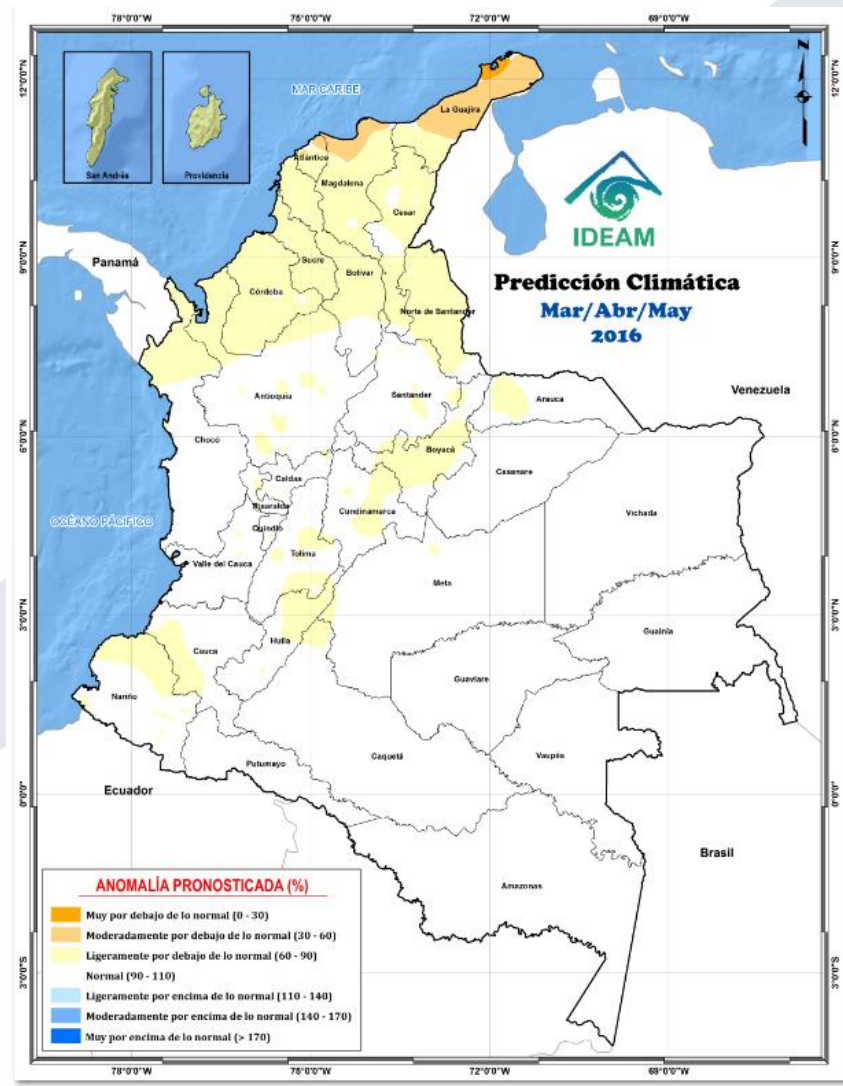 78°0'0"W 75°0'0"W 72°0'0"W 69°0'0"W
12°0'0"N 12°0'0"N
N
MAR CARIBE
La Guajira
San Andrés
Providencia
Atlántico
Magdalena
Cesar
IDEAM
9°0'0"N 9°0'0"N
Panamá
Sucre
Bolívar
Córdoba
Norte de Santander
Predicción Climática
Mar/Abr/May
2016
Venezuela
Antioquia
Santander
Arauca
6°0'0"N 6°0'0"N
Chocó
Boyacá
Casanare
Caldas
Risaralda
Cundinamarca
Vichada
OCÉANO PÁCIFICO
Quindío
Tolima
Valle del Cauca
Meta
3°0'0"N 3°0'0"N
Guainía
Cauca
Huila
Guaviare
Nariño
Caquetá
Vaupés
Putumayo
Ecuador
0°0'0"N 0°0'0"N
Brasil
Amazonas
ANOMALÍA PRONOSTICADA (%)
Muy por debajo de lo normal (0 - 30)
Moderadamente por debajo de lo normal (30 - 60)
Ligeramente por debajo de lo normal (60 - 90)
Normal (90 - 110)
Ligeramente por encima de lo normal (110 - 140)
Moderadamente por encima de lo normal (140 - 170)
Muy por encima de lo normal (> 170)
3°0'0"S 3°0'0"S
78°0'0"W 75°0'0"W 72°0'0"W 69°0'0"W